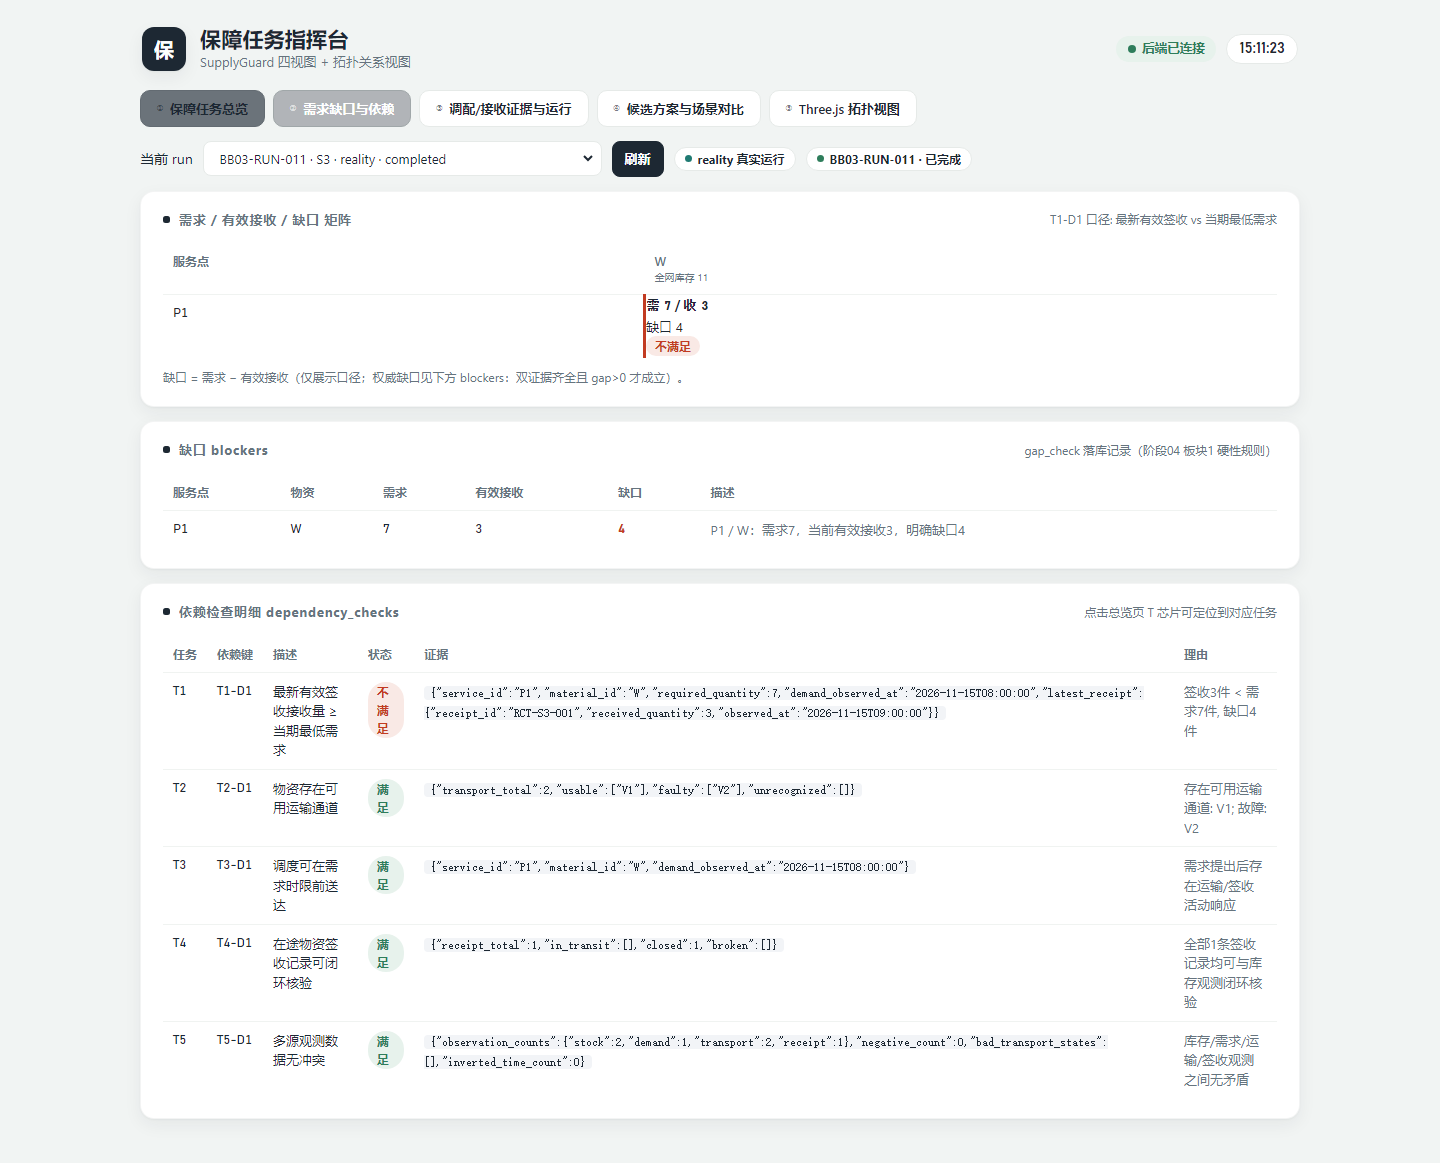 保
保障任务指挥台
SupplyGuard 四视图 + 拓扑关系视图
后端已连接
15:11:23
保障任务总览
需求缺口与依赖
调配/接收证据与运行
候选方案与场景对比
Three.js 拓扑视图
当前 run
BB03-RUN-011 · S3 · reality · completed
刷新
reality 真实运行
BB03-RUN-011 · 已完成
需求 / 有效接收 / 缺口 矩阵
T1-D1 口径: 最新有效签收 vs 当期最低需求
服务点
W
全网库存 11
P1
需 7 / 收 3
缺口 4
不满足
缺口 = 需求 − 有效接收（仅展示口径；权威缺口见下方 blockers：双证据齐全且 gap>0 才成立）。
缺口 blockers
gap_check 落库记录（阶段04 板块1 硬性规则）
服务点 物资 需求 有效接收 缺口 描述
P1 W 7 3 4 P1 / W：需求7，当前有效接收3，明确缺口4
依赖检查明细 dependency_checks
点击总览页 T 芯片可定位到对应任务
任务 依赖键 描述 状态 证据 理由
T1
T1-D1
最新有效签
收接收量 ≥
当期最低需
求
不
满
足
{"service_id":"P1","material_id":"W","required_quantity":7,"demand_observed_at":"2026-11-15T08:00:00","latest_receipt":
{"receipt_id":"RCT-S3-001","received_quantity":3,"observed_at":"2026-11-15T09:00:00"}}
签收3件 < 需
求7件, 缺口4
件
T2
T2-D1
物资存在可
用运输通道
满
足
{"transport_total":2,"usable":["V1"],"faulty":["V2"],"unrecognized":[]}
存在可用运输
通道: V1; 故障:
V2
T3
T3-D1
调度可在需
求时限前送
达
满
足
{"service_id":"P1","material_id":"W","demand_observed_at":"2026-11-15T08:00:00"}
需求提出后存
在运输/签收
活动响应
T4
T4-D1
在途物资签
收记录可闭
环核验
满
足
{"receipt_total":1,"in_transit":[],"closed":1,"broken":[]}
全部1条签收
记录均可与库
存观测闭环核
验
T5
T5-D1
多源观测数
据无冲突
满
足
{"observation_counts":{"stock":2,"demand":1,"transport":2,"receipt":1},"negative_count":0,"bad_transport_states":
[],"inverted_time_count":0}
库存/需求/运
输/签收观测
之间无矛盾